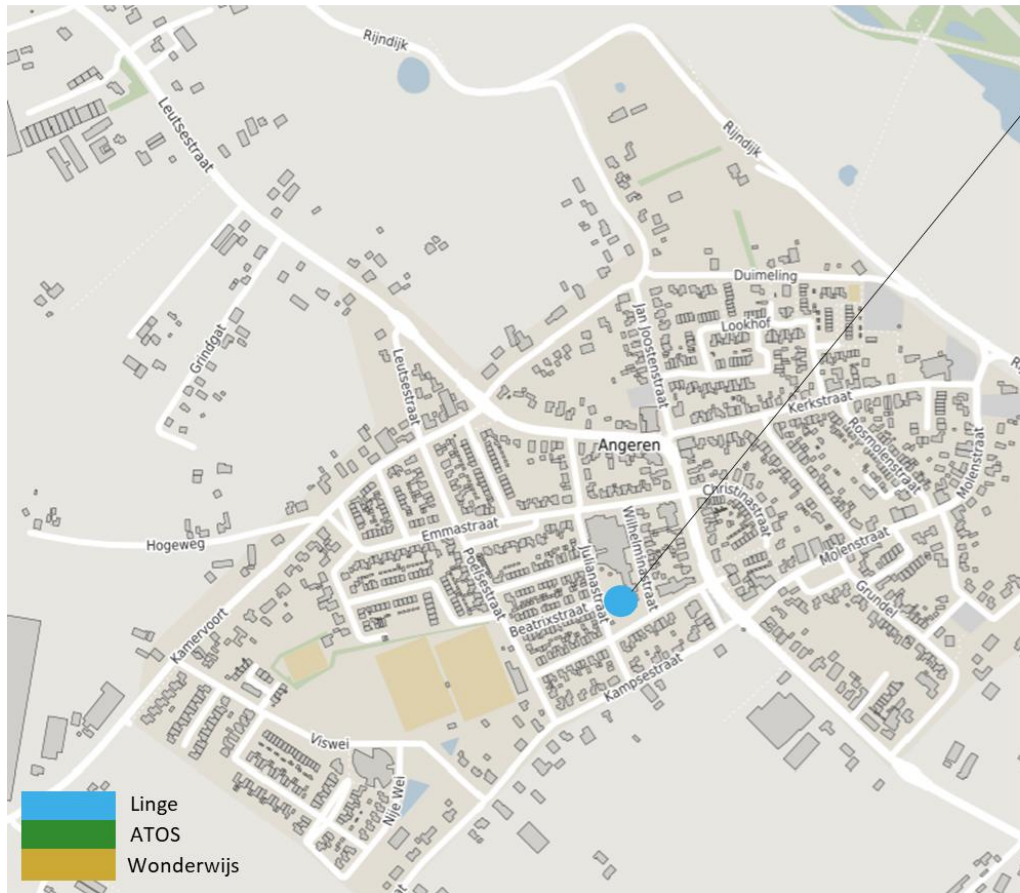 Rijndijk
Leutsestraat
Rijndijk
Duimeling
Grindgat
Jan Joostenstraat
Lookhof
Leutsestraat
Kerkstraat
Angeren
Rosmolenstraat
Molenstraat
Christinastraat
Emmastraat
Wilhelminastraat
Hogeweg
Molenstraat
Poelsestraat
Julianastraat
Grundel
Beatrixstraat
Kamervoort
Kampsestraat
Viswei
Nije Wei
Linge
ATOS
Wonderwijs